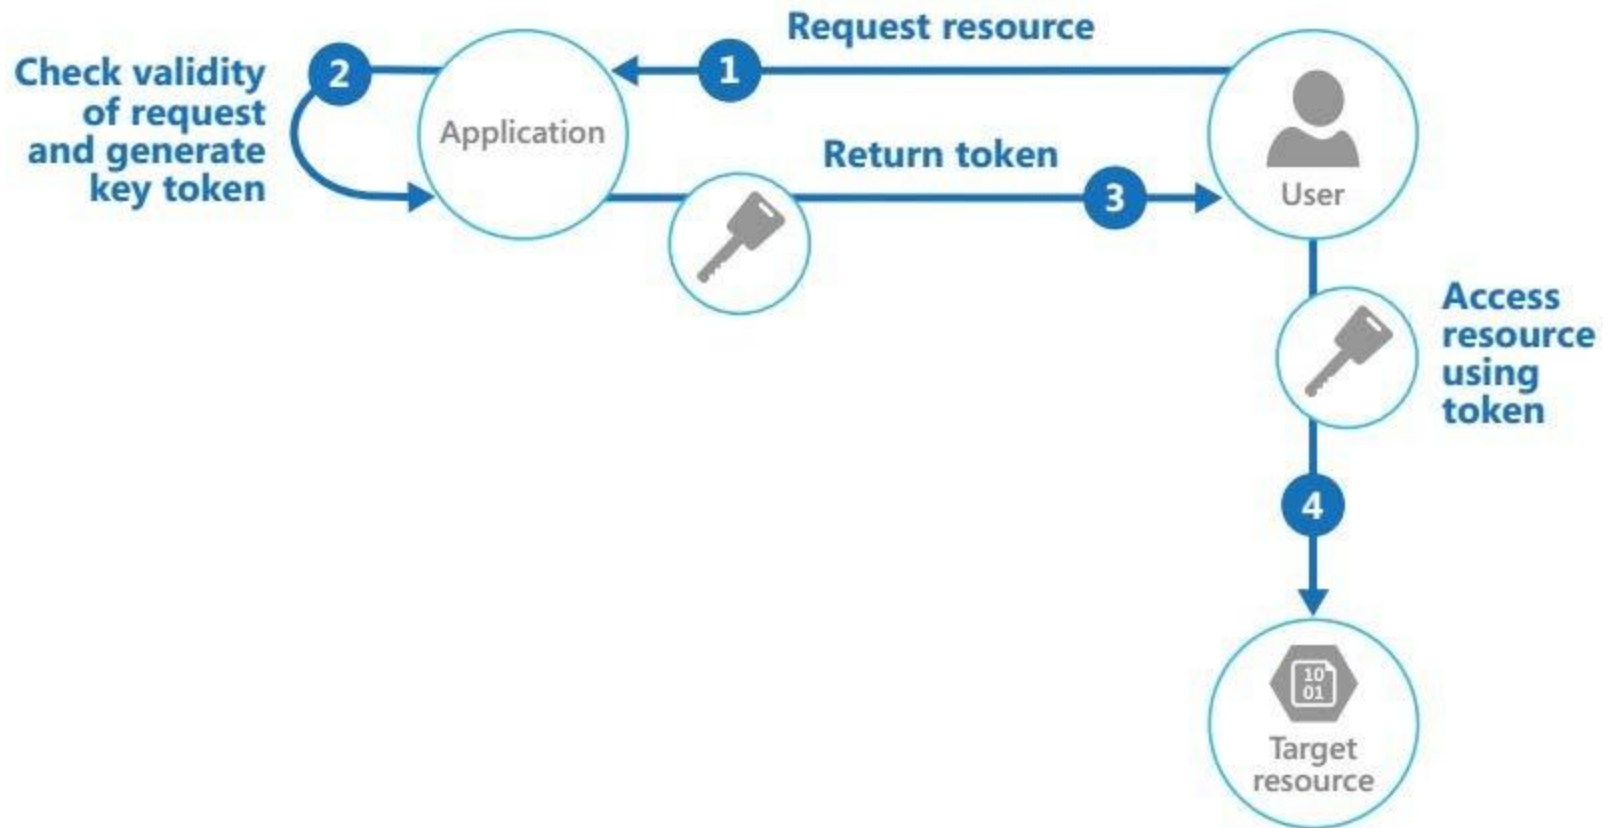 Request resource
1
2
Check validity
of request
and generate
key token
Application
Return token
3
User
Access
resource
using
token
4
10
01
Target
resource